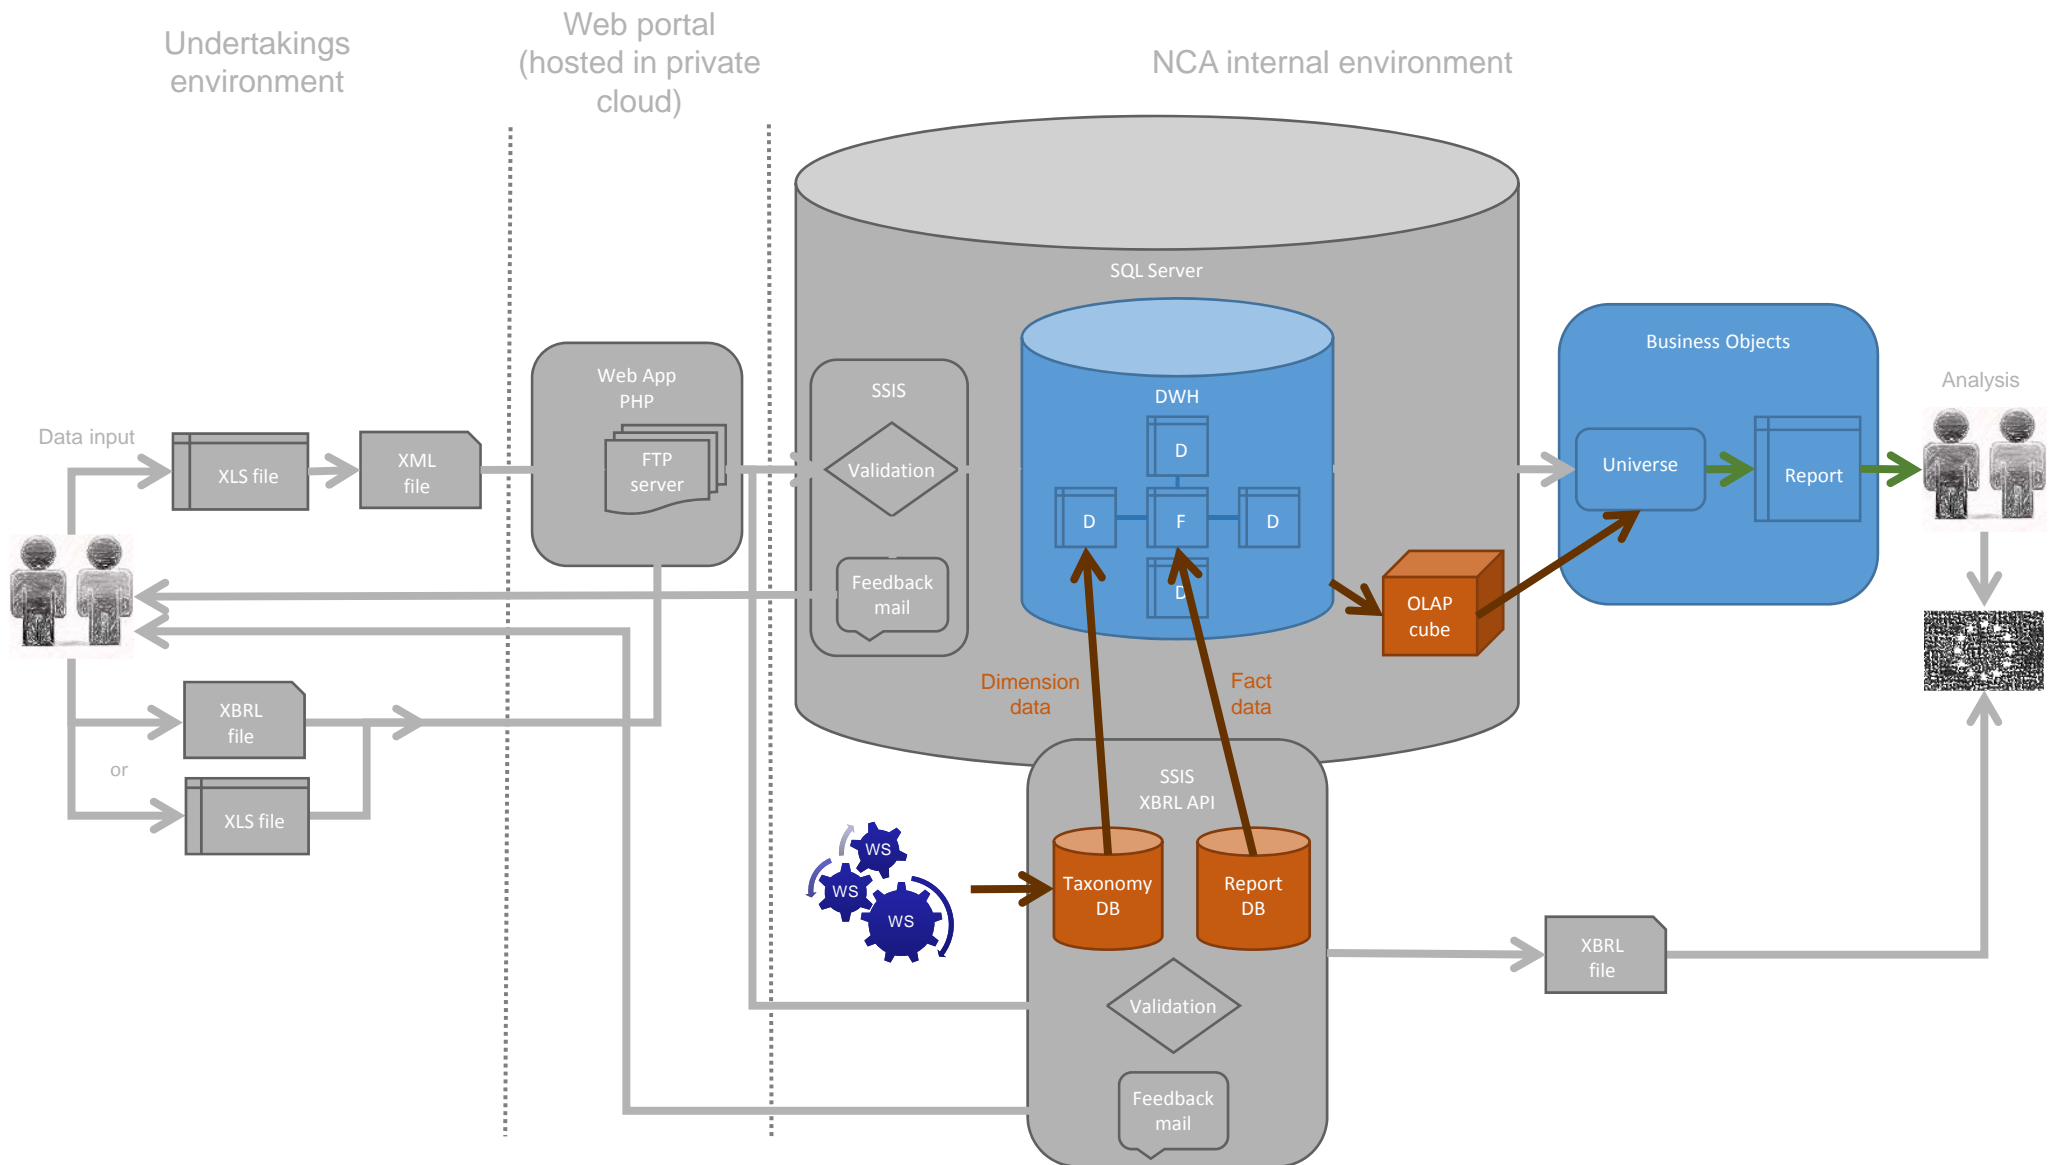 Undertakings
environment
Web portal
(hosted in private
cloud)
NCA internal environment
SQL Server
Business Objects
Web App
PHP
SSIS
DWH
Analysis
Data input
XLS file
XML
file
FTP
server
Validation
D
D
F
D
D
Universe
Report
Feedback
mail
OLAP
cube
Dimension
data
Fact
data
XBRL
file
or
XLS file
SSIS
XBRL API
WS
WS
WS
Taxonomy
DB
Report
DB
XBRL
file
Validation
Feedback
mail